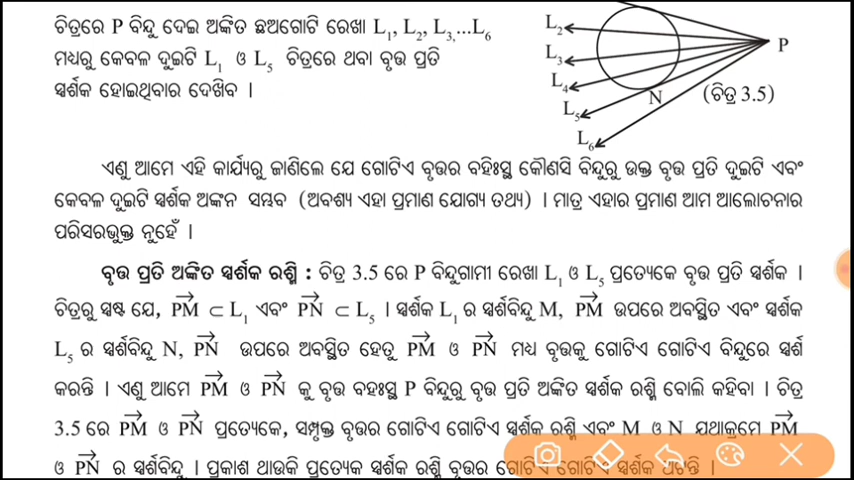 ଚିତ୍ରରେ P ବିନ୍ଦୁ ଦେଇ ଅଙ୍କିତ ଛଅଗୋଟି ରେଖା L₁, L₂, L₃,...L₆
ମଧ୍ୟରୁ କେବଳ ଦୁଇଟି L₁ ଓ L₅ ଚିତ୍ରରେ ଥିବା ବୃତ୍ତ ପ୍ରତି
ସ୍ପର୍ଶକ ହୋଇଥିବାର ଦେଖିବ ।
L₂
L₃
L₄
L₅
L₆
P
N
(ଚିତ୍ର 3.5)
ଏଣୁ ଆମେ ଏହି କାର୍ଯ୍ୟରୁ ଜାଣିଲେ ଯେ ଗୋଟିଏ ବୃତ୍ତର ବହିଃସ୍ଥ କୌଣସି ବିନ୍ଦୁରୁ ଉକ୍ତ ବୃତ୍ତ ପ୍ରତି ଦୁଇଟି ଏବଂ
କେବଳ ଦୁଇଟି ସ୍ପର୍ଶକ ଅଙ୍କନ ସମ୍ଭବ (ଅବଶ୍ୟ ଏହା ପ୍ରମାଣ ଯୋଗ୍ୟ ତଥ୍ୟ) । ମାତ୍ର ଏହାର ପ୍ରମାଣ ଆମ ଆଲୋଚନାର
ପରିସରଭୁକ୍ତ ନୁହେଁ ।
ବୃତ୍ତ ପ୍ରତି ଅଙ୍କିତ ସ୍ପର୍ଶକ ରଶ୍ମି : ଚିତ୍ର 3.5 ରେ P ବିନ୍ଦୁଗାମୀ ରେଖା L₁ ଓ L₅ ପ୍ରତ୍ୟେକେ ବୃତ୍ତ ପ୍ରତି ସ୍ପର୍ଶକ ।
ଚିତ୍ରରୁ ସ୍ପଷ୍ଟ ଯେ, PM→ ⊂ L₁ ଏବଂ PN→ ⊂ L₅ । ସ୍ପର୍ଶକ L₁ ର ସ୍ପର୍ଶବିନ୍ଦୁ M, PM→ ଉପରେ ଅବସ୍ଥିତ ଏବଂ ସ୍ପର୍ଶକ
L₅ ର ସ୍ପର୍ଶବିନ୍ଦୁ N, PN→ ଉପରେ ଅବସ୍ଥିତ ହେତୁ PM→ ଓ PN→ ମଧ୍ୟ ବୃତ୍ତକୁ ଗୋଟିଏ ଗୋଟିଏ ବିନ୍ଦୁରେ ସ୍ପର୍ଶ
କରନ୍ତି । ଏଣୁ ଆମେ PM→ ଓ PN→ କୁ ବୃତ୍ତ ବହଃସ୍ଥ P ବିନ୍ଦୁରୁ ବୃତ୍ତ ପ୍ରତି ଅଙ୍କିତ ସ୍ପର୍ଶକ ରଶ୍ମି ବୋଲି କହିବା । ଚିତ୍ର
3.5 ରେ PM→ ଓ PN→ ପ୍ରତ୍ୟେକେ, ସମ୍ପୃକ୍ତ ବୃତ୍ତର ଗୋଟିଏ ଗୋଟିଏ ସ୍ପର୍ଶକ ରଶ୍ମି ଏବଂ M ଓ N ଯଥାକ୍ରମେ PM→
ଓ PN→ ର ସ୍ପର୍ଶବିନ୍ଦୁ । ପ୍ରକାଶ ଥାଉକି ପ୍ରତ୍ୟେକ ସ୍ପର୍ଶକ ରଶ୍ମି ବୃତ୍ତର ଗୋଟିଏ ଗୋଟିଏ ସ୍ପର୍ଶକ ଅଟନ୍ତି ।